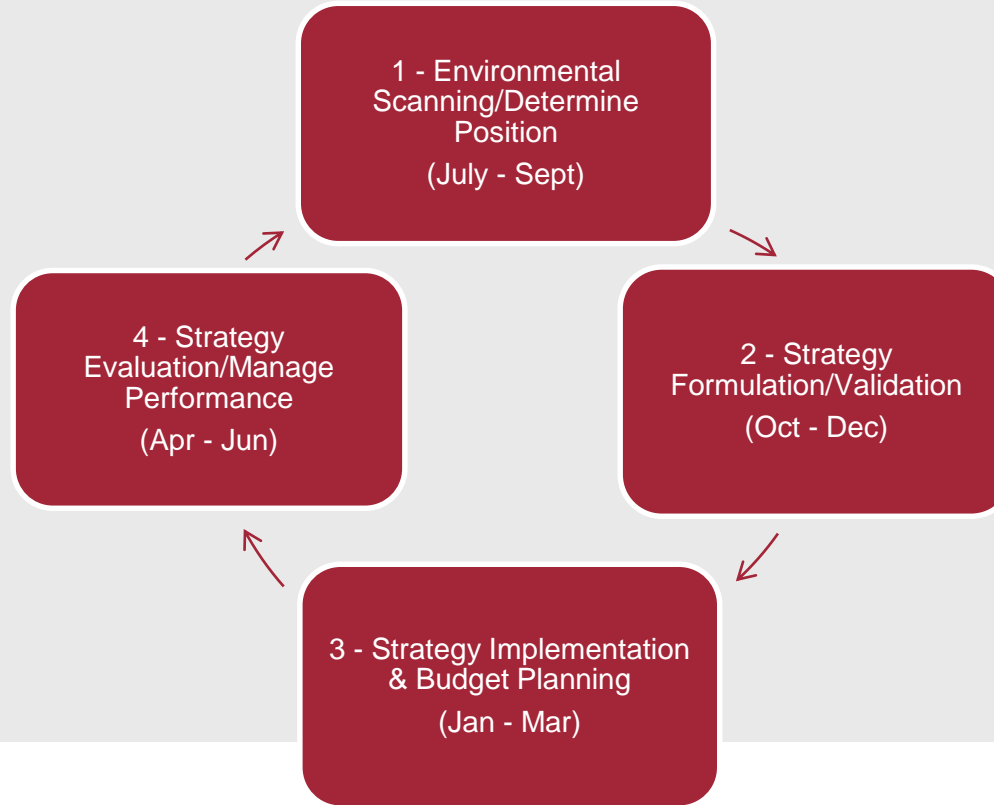 1 - Environmental
Scanning/Determine
Position
(July - Sept)
4 - Strategy
Evaluation/Manage
Performance
(Apr - Jun)
2 - Strategy
Formulation/Validation
(Oct - Dec)
3 - Strategy Implementation
& Budget Planning
(Jan - Mar)